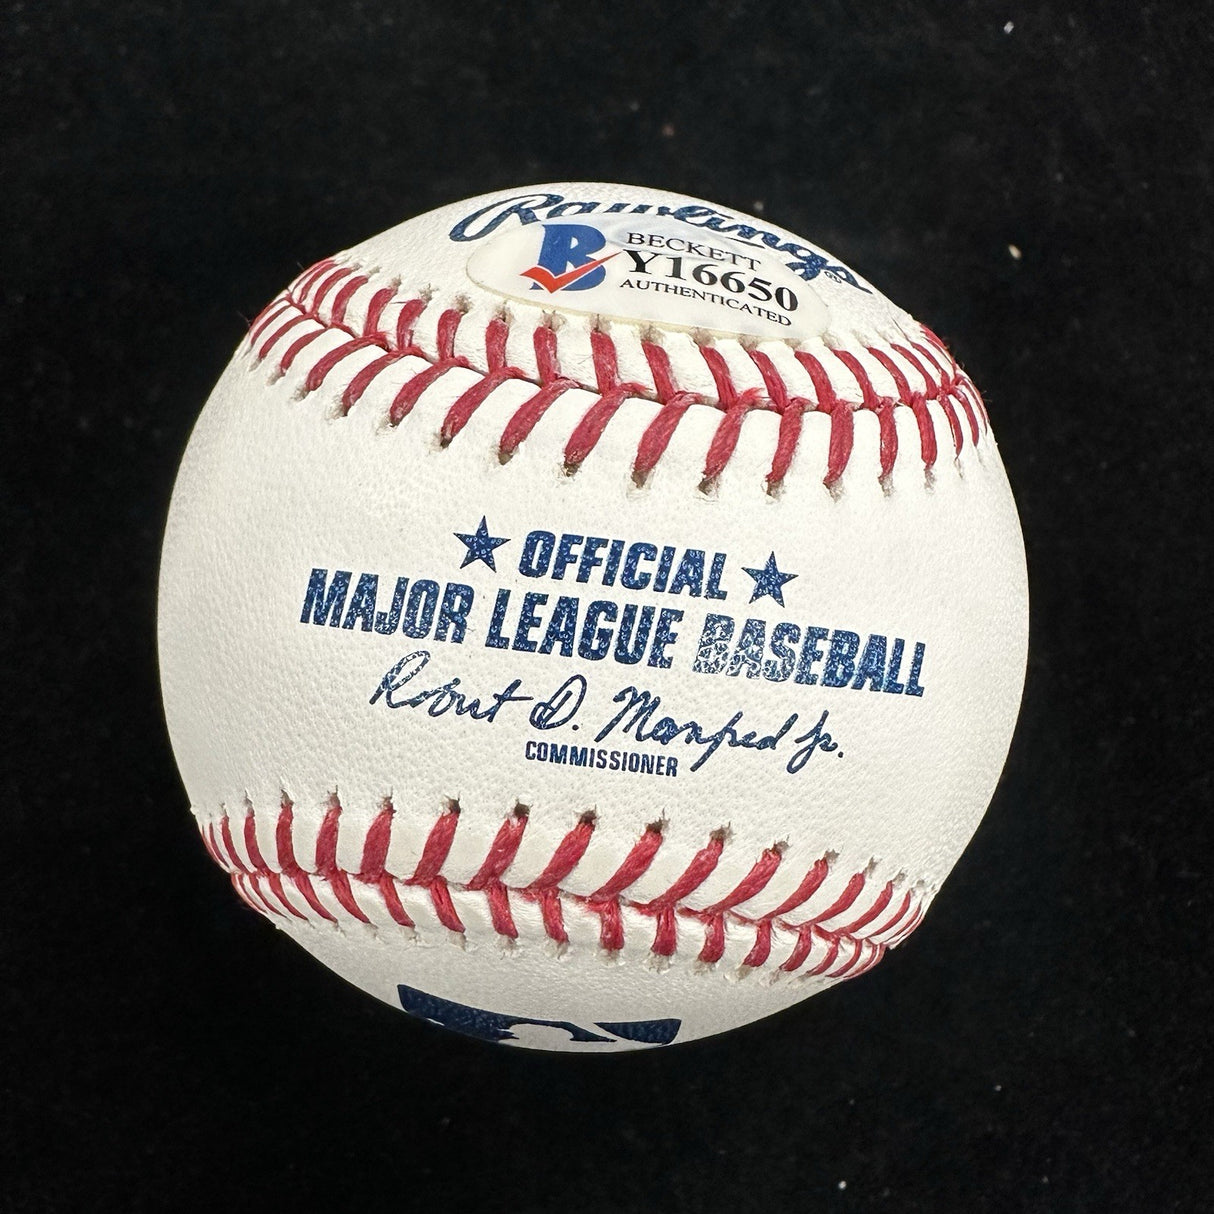 Rawlings
B BECKETT
Y16650
AUTHENTICATED
★ OFFICIAL ★
MAJOR LEAGUE BASEBALL
Robert D. Manfred Jr.
COMMISSIONER